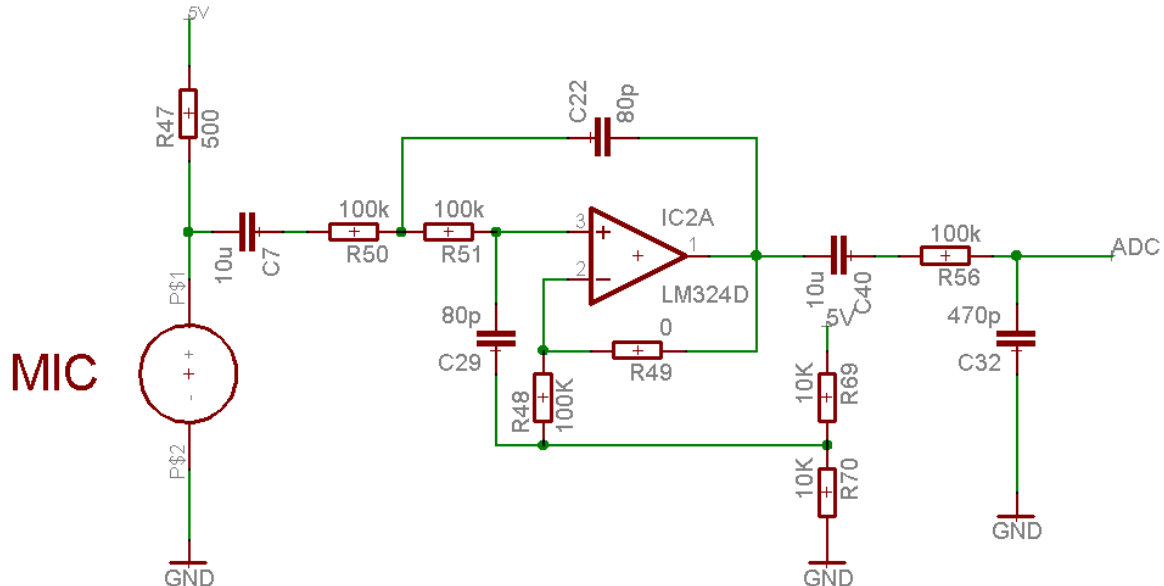 5V
R47
500
C22
80p
100k
100k
3
IC2A
1
100k
ADC
R50
R51
R56
10u
C7
2
LM324D
10u
C40
P$1
80p
0
5V
470p
C29
R49
C32
MIC
R48
100K
10K
R69
P$2
10K
R70
GND
GND
GND